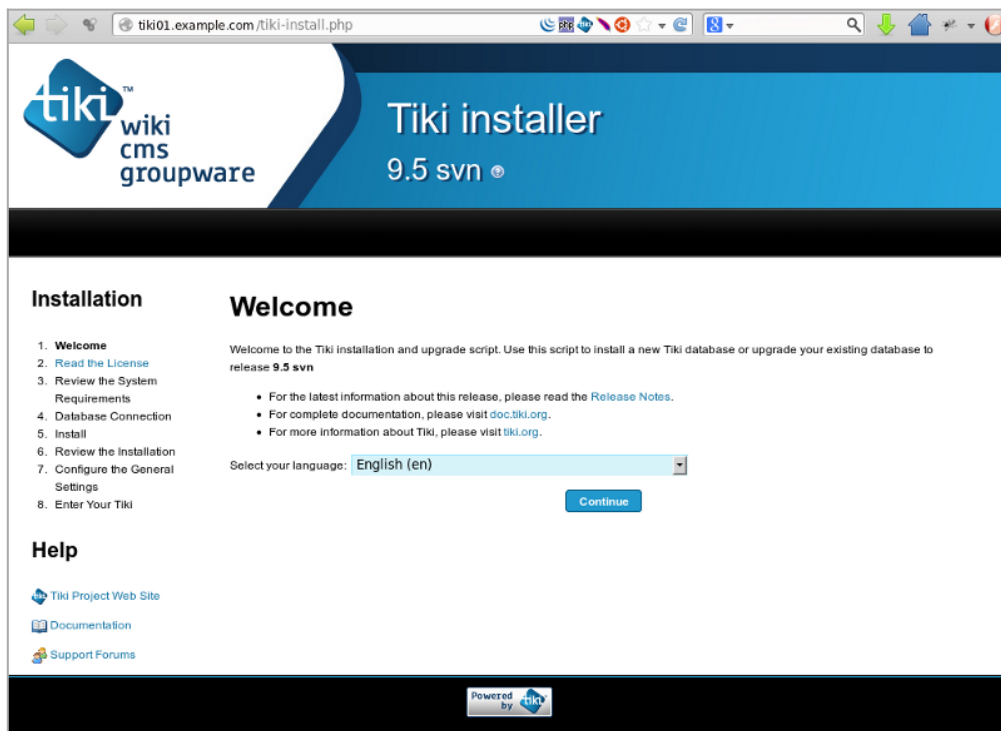 tiki01.example.com/tiki-install.php
php
tiki™
wiki
cms
groupware
Tiki installer
9.5 svn
Installation
1. Welcome
2. Read the License
3. Review the System
Requirements
4. Database Connection
5. Install
6. Review the Installation
7. Configure the General
Settings
8. Enter Your Tiki
Help
Tiki Project Web Site
Documentation
Support Forums
Welcome
Welcome to the Tiki installation and upgrade script. Use this script to install a new Tiki database or upgrade your existing database to
release 9.5 svn
• For the latest information about this release, please read the Release Notes.
• For complete documentation, please visit doc.tiki.org.
• For more information about Tiki, please visit tiki.org.
Select your language: English (en)
Continue
Powered
by tiki